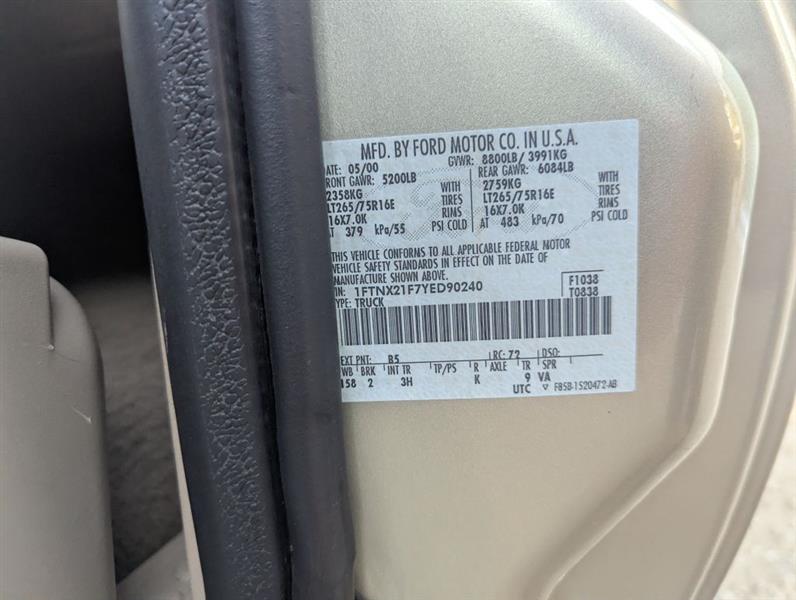 MFD. BY FORD MOTOR CO. IN U.S.A.
DATE: 05/00 GVWR: 8800LB/ 3991KG
FRONT GAWR: 5200LB REAR GAWR: 6084LB
2358KG WITH 2759KG WITH
LT265/75R16E TIRES LT265/75R16E TIRES
16X7.0K RIMS 16X7.0K RIMS
AT 379 kPa/55 PSI COLD AT 483 kPa/70 PSI COLD
THIS VEHICLE CONFORMS TO ALL APPLICABLE FEDERAL MOTOR
VEHICLE SAFETY STANDARDS IN EFFECT ON THE DATE OF
MANUFACTURE SHOWN ABOVE.
IN: 1FTNX21F7YED90240 F1038
TYPE: TRUCK T0838
EXT PNT: B5 RC: 72 DSO:
WB BRK INT TR TP/PS R AXLE TR SPR
158 2 3H K 9 VA
UTC F85B-1520472-AB